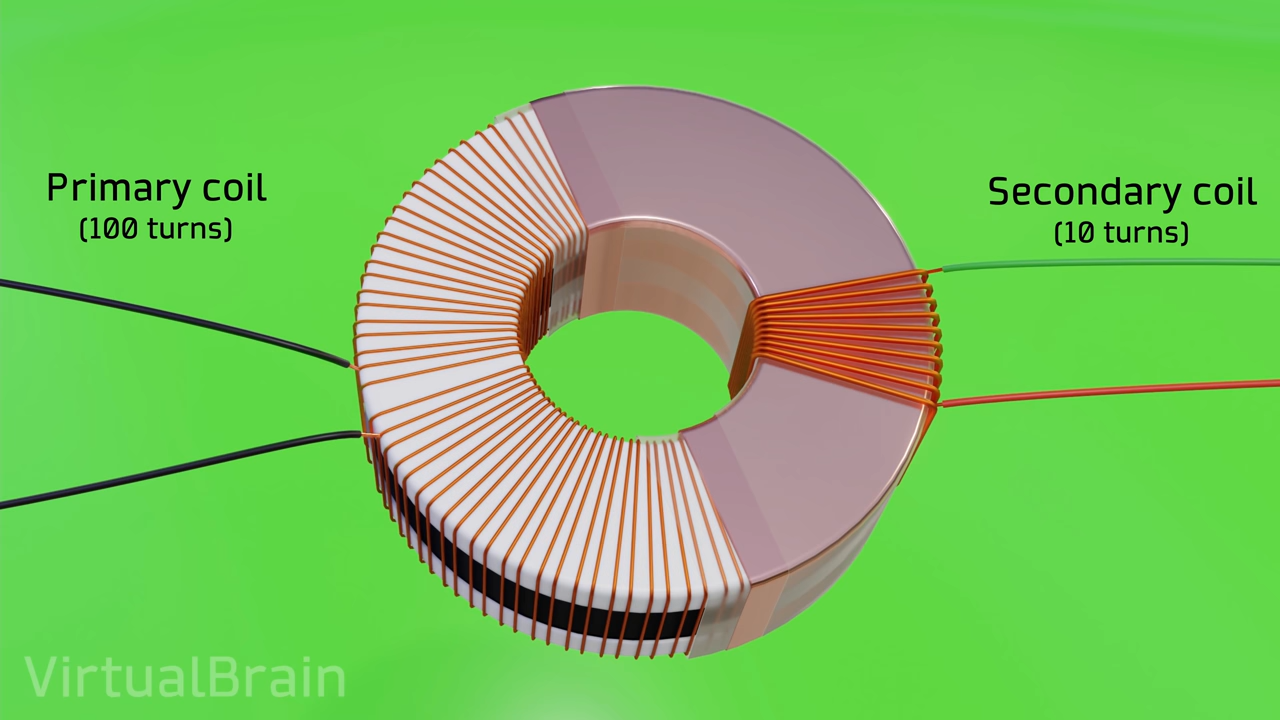 Primary coil
(100 turns)
Secondary coil
(10 turns)
VirtualBrain